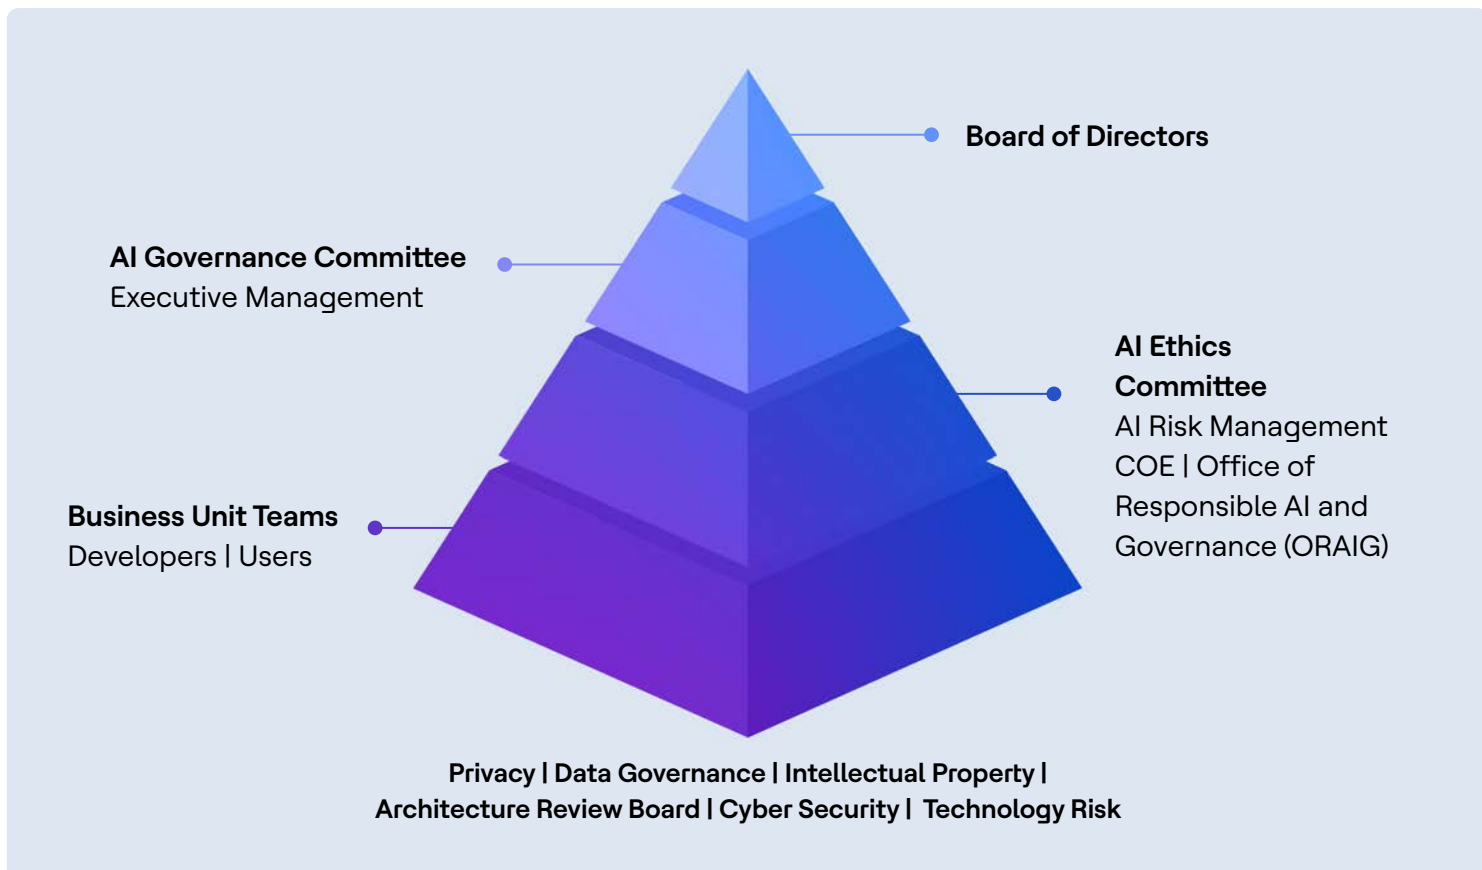 Board of Directors
AI Governance Committee
Executive Management
AI Ethics
Committee
AI Risk Management
COE | Office of
Responsible AI and
Governance (ORAIG)
Business Unit Teams
Developers | Users
Privacy | Data Governance | Intellectual Property |
Architecture Review Board | Cyber Security | Technology Risk